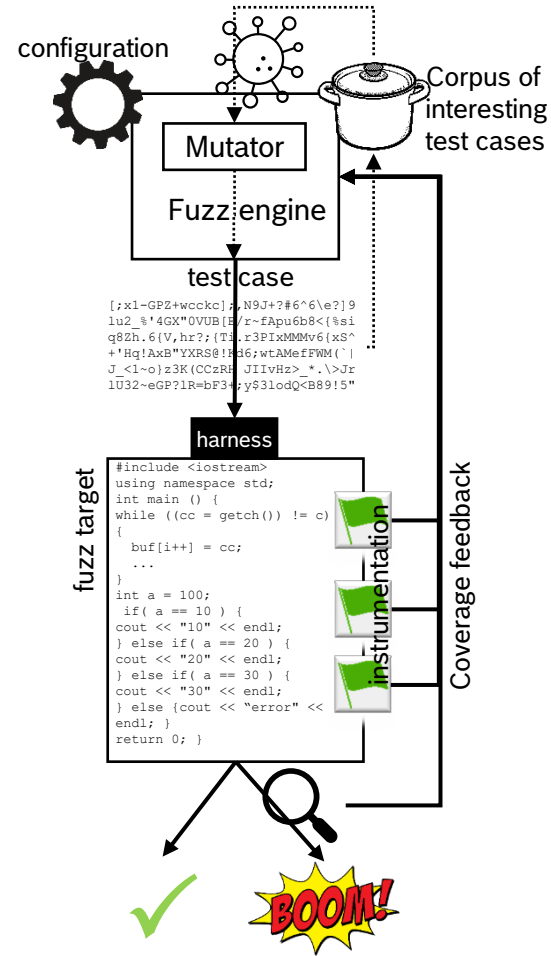 configuration
Corpus of
interesting
test cases
Mutator
Fuzz engine
test case
[;x1-GPZ+wcckc];,N9J+?#6^6\e?]9
lu2_%'4GX"0VUB[E/r~fApu6b8<{%si
q8Zh.6{V,hr?;{Ti.r3PIxMMMv6{xS^
+'Hq!AxB"YXRS@!Kd6;wtAMefFWM(`|
J_<1~o}z3K(CCzRH JIIvHz>_*.\>Jr
lU32~eGP?lR=bF3+;y$3lodQ<B89!5"
harness
fuzz target
#include <iostream>
using namespace std;
int main () {
while ((cc = getch()) != c)
{
buf[i++] = cc;
...
}
int a = 100;
if( a == 10 ) {
cout << "10" << endl;
} else if( a == 20 ) {
cout << "20" << endl;
} else if( a == 30 ) {
cout << "30" << endl;
} else {cout << “error" <<
endl; }
return 0; }
instrumentation
Coverage feedback
BOOM!